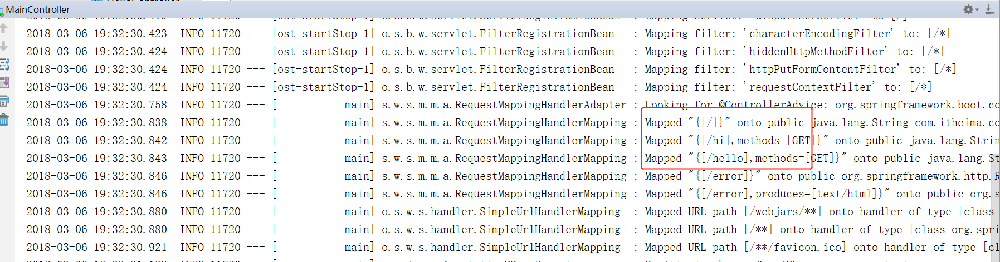 MainController
2018-03-06 19:32:30.423  INFO 11720 --- [ost-startStop-1] o.s.b.w.servlet.FilterRegistrationBean   : Mapping filter: 'characterEncodingFilter' to: [/*]
2018-03-06 19:32:30.424  INFO 11720 --- [ost-startStop-1] o.s.b.w.servlet.FilterRegistrationBean   : Mapping filter: 'hiddenHttpMethodFilter' to: [/*]
2018-03-06 19:32:30.424  INFO 11720 --- [ost-startStop-1] o.s.b.w.servlet.FilterRegistrationBean   : Mapping filter: 'httpPutFormContentFilter' to: [/*]
2018-03-06 19:32:30.424  INFO 11720 --- [ost-startStop-1] o.s.b.w.servlet.FilterRegistrationBean   : Mapping filter: 'requestContextFilter' to: [/*]
2018-03-06 19:32:30.758  INFO 11720 --- [           main] s.w.s.m.m.a.RequestMappingHandlerAdapter : Looking for @ControllerAdvice: org.springframework.boot.co
2018-03-06 19:32:30.838  INFO 11720 --- [           main] s.w.s.m.m.a.RequestMappingHandlerMapping : Mapped "{[/]}" onto public java.lang.String com.itheima.co
2018-03-06 19:32:30.842  INFO 11720 --- [           main] s.w.s.m.m.a.RequestMappingHandlerMapping : Mapped "{[/hi],methods=[GET]}" onto public java.lang.Strin
2018-03-06 19:32:30.843  INFO 11720 --- [           main] s.w.s.m.m.a.RequestMappingHandlerMapping : Mapped "{[/hello],methods=[GET]}" onto public java.lang.St
2018-03-06 19:32:30.846  INFO 11720 --- [           main] s.w.s.m.m.a.RequestMappingHandlerMapping : Mapped "{[/error]}" onto public org.springframework.http.R
2018-03-06 19:32:30.846  INFO 11720 --- [           main] s.w.s.m.m.a.RequestMappingHandlerMapping : Mapped "{[/error],produces=[text/html]}" onto public org.s
2018-03-06 19:32:30.880  INFO 11720 --- [           main] o.s.w.s.handler.SimpleUrlHandlerMapping  : Mapped URL path [/webjars/**] onto handler of type [class
2018-03-06 19:32:30.880  INFO 11720 --- [           main] o.s.w.s.handler.SimpleUrlHandlerMapping  : Mapped URL path [/**] onto handler of type [class org.spri
2018-03-06 19:32:30.921  INFO 11720 --- [           main] o.s.w.s.handler.SimpleUrlHandlerMapping  : Mapped URL path [/**/favicon.ico] onto handler of type [cl